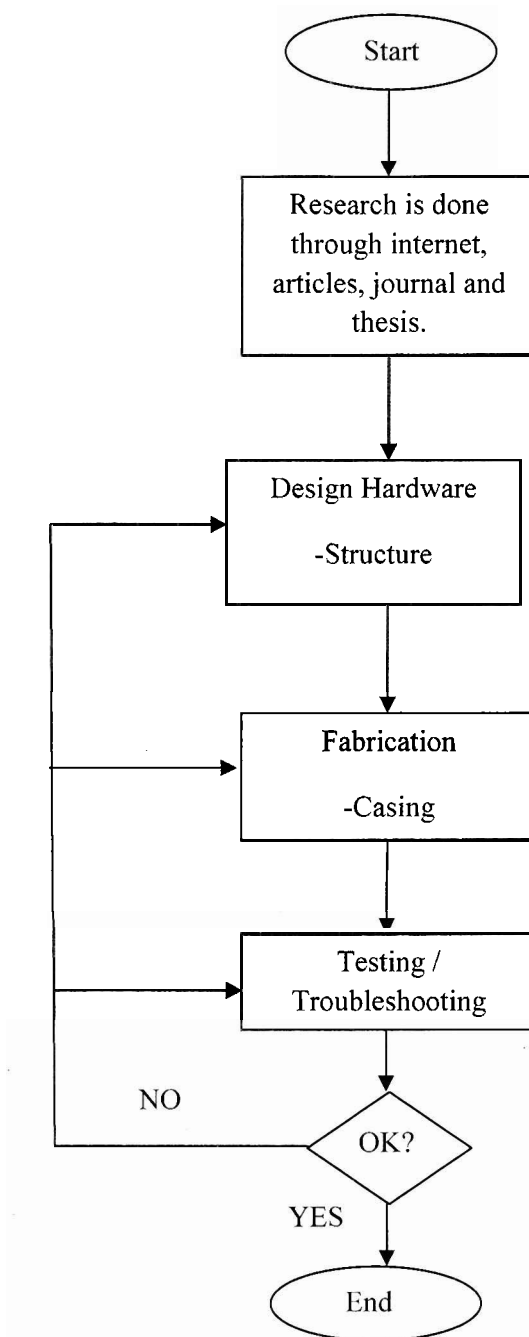 Start
Research is done
through internet,
articles, journal and
thesis.
Design Hardware
-Structure
Fabrication
-Casing
Testing /
Troubleshooting
NO
OK?
YES
End